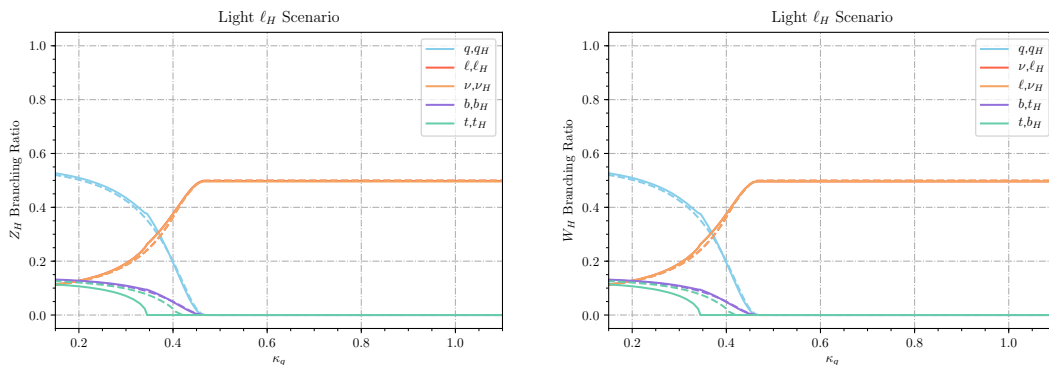 Light ℓ_H Scenario
Z_H Branching Ratio
1.0
0.8
0.6
0.4
0.2
0.0
q,q_H
ℓ,ℓ_H
ν,ν_H
b,b_H
t,t_H
0.2 0.4 0.6 0.8 1.0
κ_q
Light ℓ_H Scenario
W_H Branching Ratio
1.0
0.8
0.6
0.4
0.2
0.0
q,q_H
ν,ℓ_H
ℓ,ν_H
b,t_H
t,b_H
0.2 0.4 0.6 0.8 1.0
κ_q